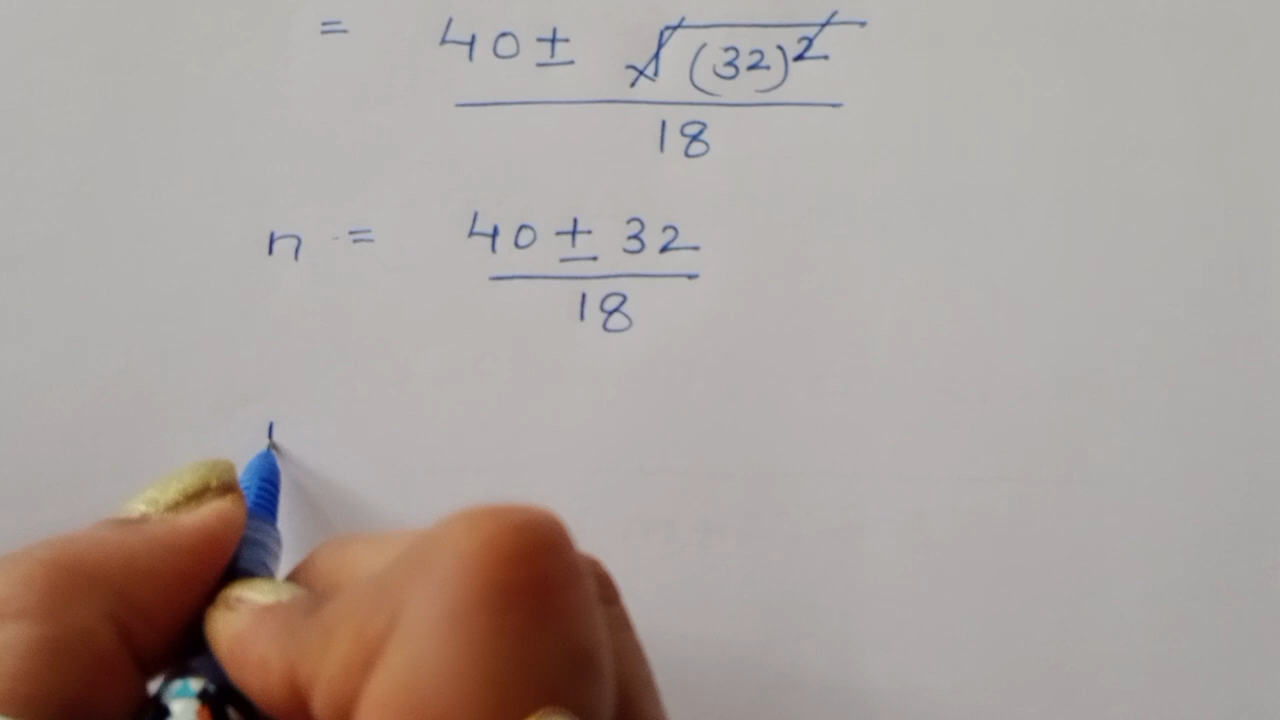 = 40 ± √(32)²
18
n = 40 ± 32
18